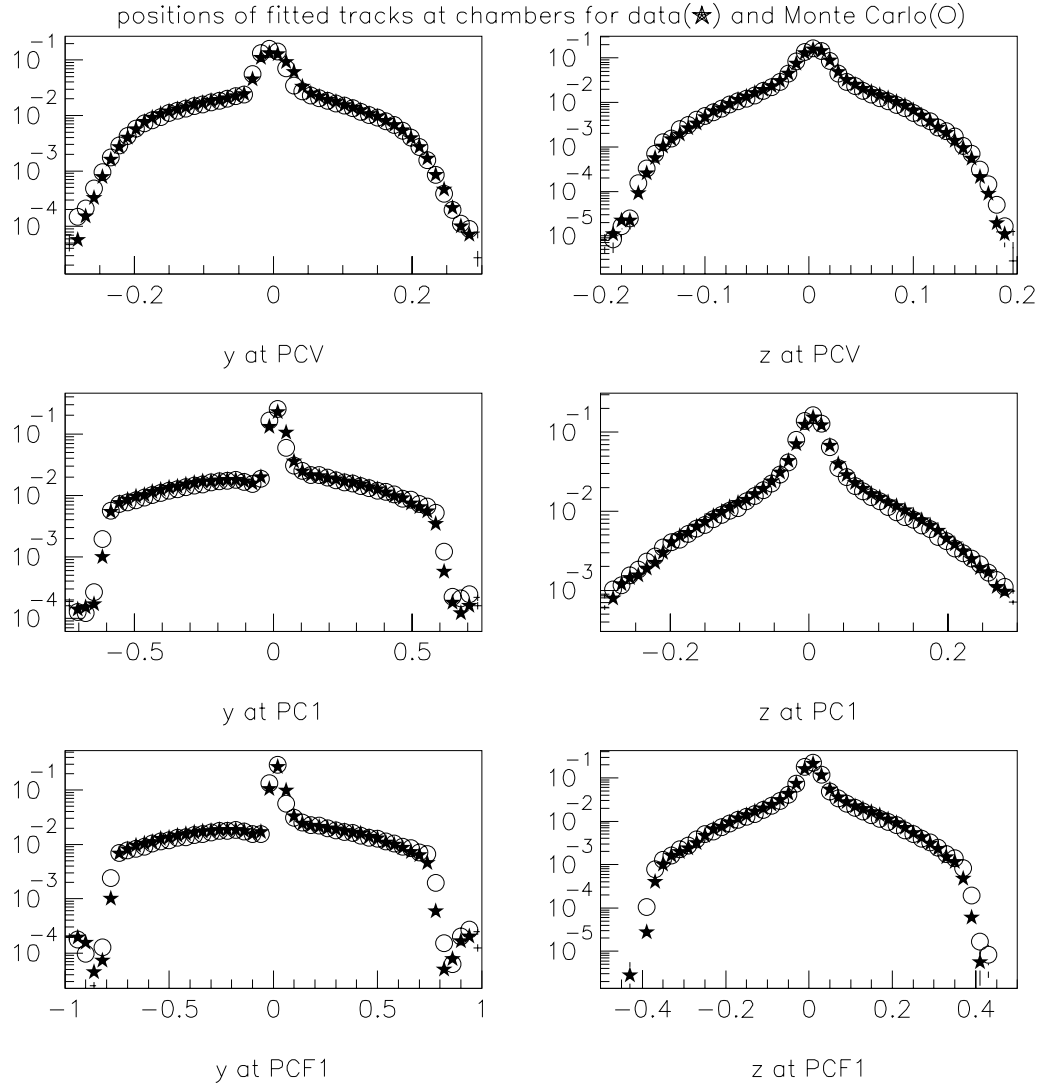 positions of fitted tracks at chambers for data(★) and Monte Carlo(○)
10^-1
10^-2
10^-3
10^-4
-0.2 0 0.2
y at PCV
10^-1
10^-2
10^-3
10^-4
10^-5
-0.2 -0.1 0 0.1 0.2
z at PCV
10^-1
10^-2
10^-3
10^-4
-0.5 0 0.5
y at PC1
10^-1
10^-2
10^-3
-0.2 0 0.2
z at PC1
10^-1
10^-2
10^-3
10^-4
-1 -0.5 0 0.5 1
y at PCF1
10^-1
10^-2
10^-3
10^-4
10^-5
-0.4 -0.2 0 0.2 0.4
z at PCF1